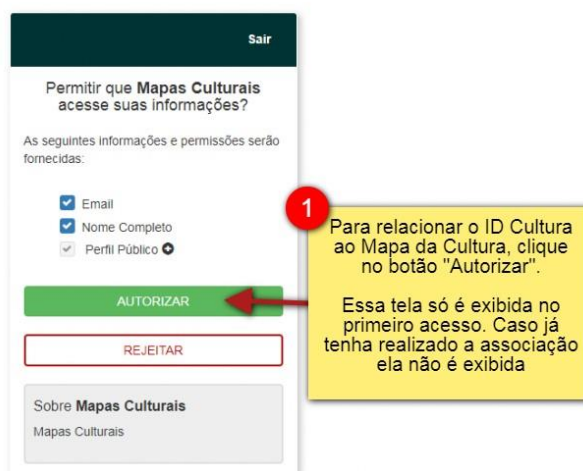 Sair
Permitir que Mapas Culturais
acesse suas informações?
As seguintes informações e permissões serão
fornecidas:
Email
Nome Completo
Perfil Público
AUTORIZAR
REJEITAR
Sobre Mapas Culturais
Mapas Culturais
1
Para relacionar o ID Cultura
ao Mapa da Cultura, clique
no botão "Autorizar".
Essa tela só é exibida no
primeiro acesso. Caso já
tenha realizado a associação
ela não é exibida